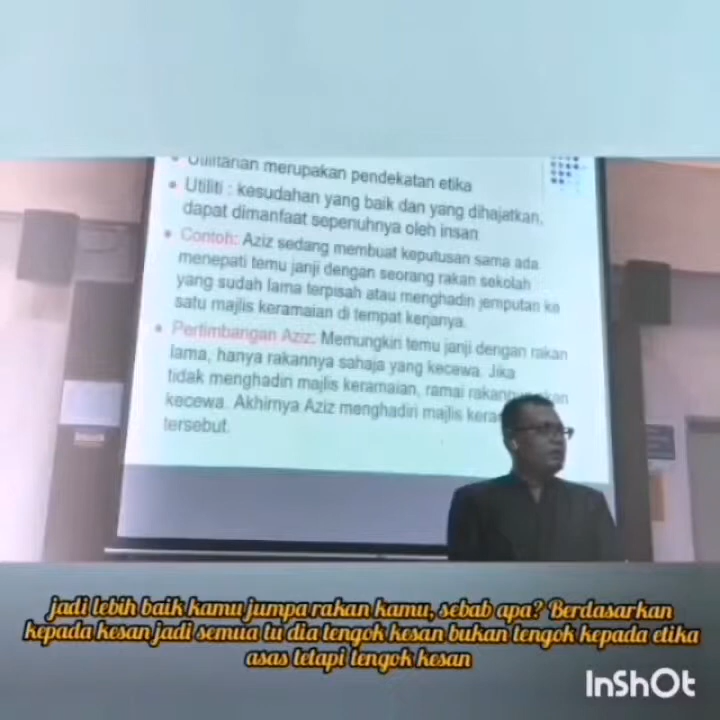 Utilitarian merupakan pendekatan etika
Utiliti : kesudahan yang baik dan yang dihajatkan,
dapat dimanfaat sepenuhnya oleh insan.
Contoh: Aziz sedang membuat keputusan sama ada
menepati temu janji dengan seorang rakan sekolah
yang sudah lama terpisah atau menghadiri jemputan ke
satu majlis keramaian di tempat kerjanya.
Pertimbangan Aziz: Memungkiri temu janji dengan rakan
lama, hanya rakannya sahaja yang kecewa. Jika
tidak menghadiri majlis keramaian, ramai
kecewa. Akhirnya Aziz menghadiri majlis
tersebut.
jadi lebih baik kamu jumpa rakan kamu, sebab apa? Berdasarkan
kepada kesan jadi semua tu dia tengok kesan bukan tengok kepada etika
asas tetapi tengok kesan
InShOt